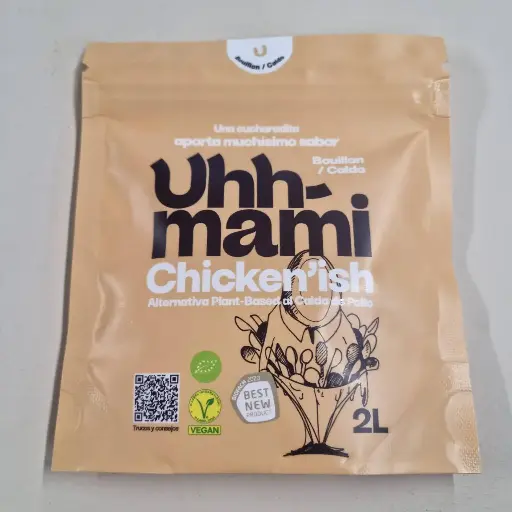 U
Bouillon / Caldo
Una cucharadita
aporta muchísimo sabor
Bouillon
/ Caldo
Uhh-
mami
Chicken'ish
Alternativa Plant-Based al Caldo de Pollo
BEST
NEW
PRODUCT
VEGAN
Trucos y consejos
2L